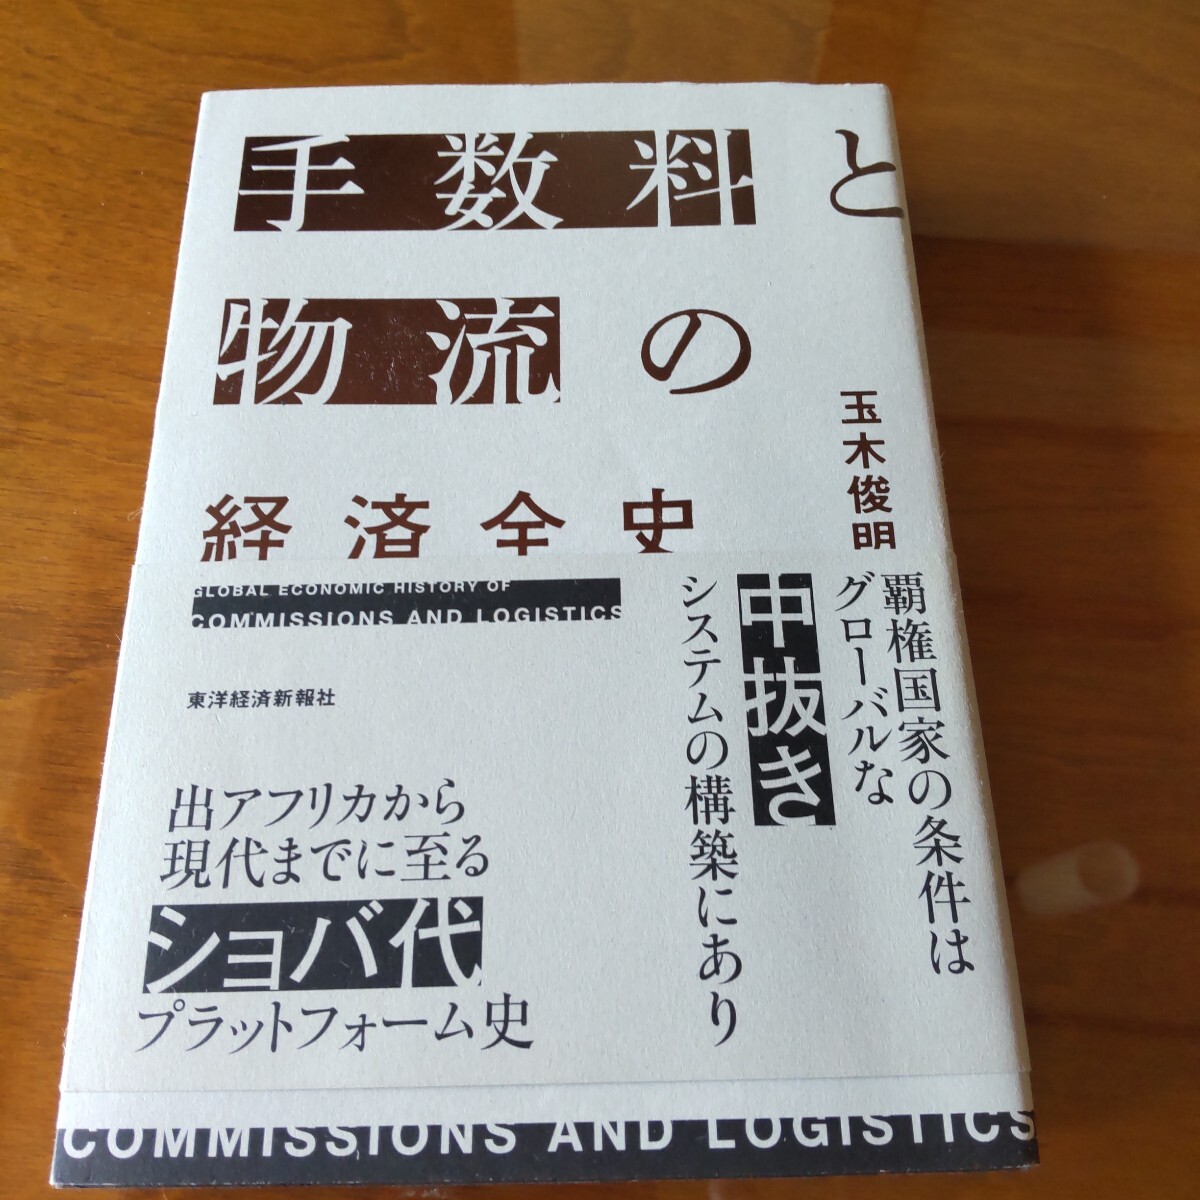 手数料と
物流の
経済全史
玉木俊明
GLOBAL ECONOMIC HISTORY OF
COMMISSIONS AND LOGISTICS
覇権国家の条件は
グローバルな
中抜き
システムの構築にあり
東洋経済新報社
出アフリカから
現代までに至る
ショバ代
プラットフォーム史
COMMISSIONS AND LOGISTICS